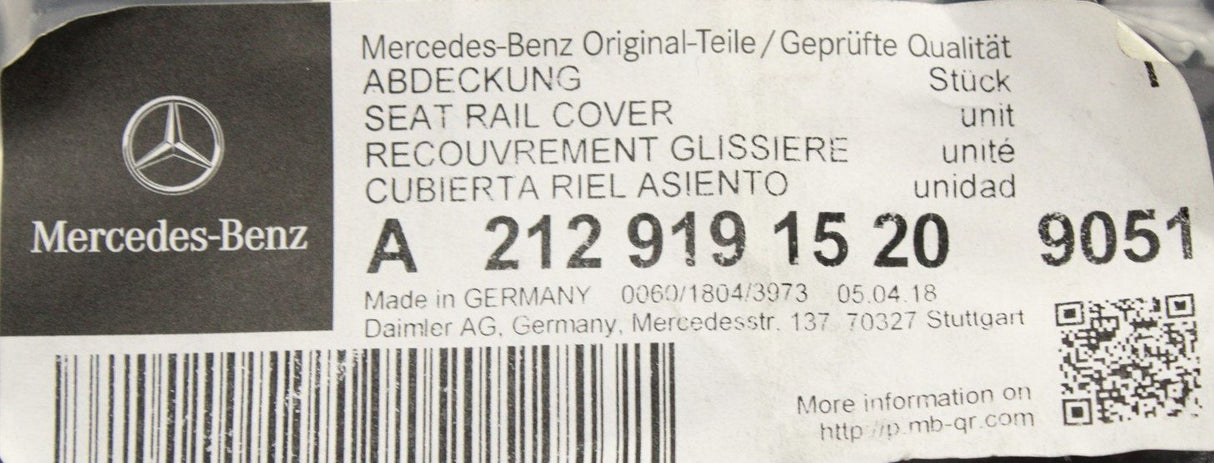 Mercedes-Benz
Mercedes-Benz Original-Teile/Geprüfte Qualität
ABDECKUNG Stück 1
SEAT RAIL COVER unit
RECOUVREMENT GLISSIERE unité
CUBIERTA RIEL ASIENTO unidad
A 212 919 15 20 9051
Made in GERMANY 0060/1804/3973 05.04.18
Daimler AG, Germany, Mercedesstr. 137 70327 Stuttgart
More information on
http://p.mb-qr.com